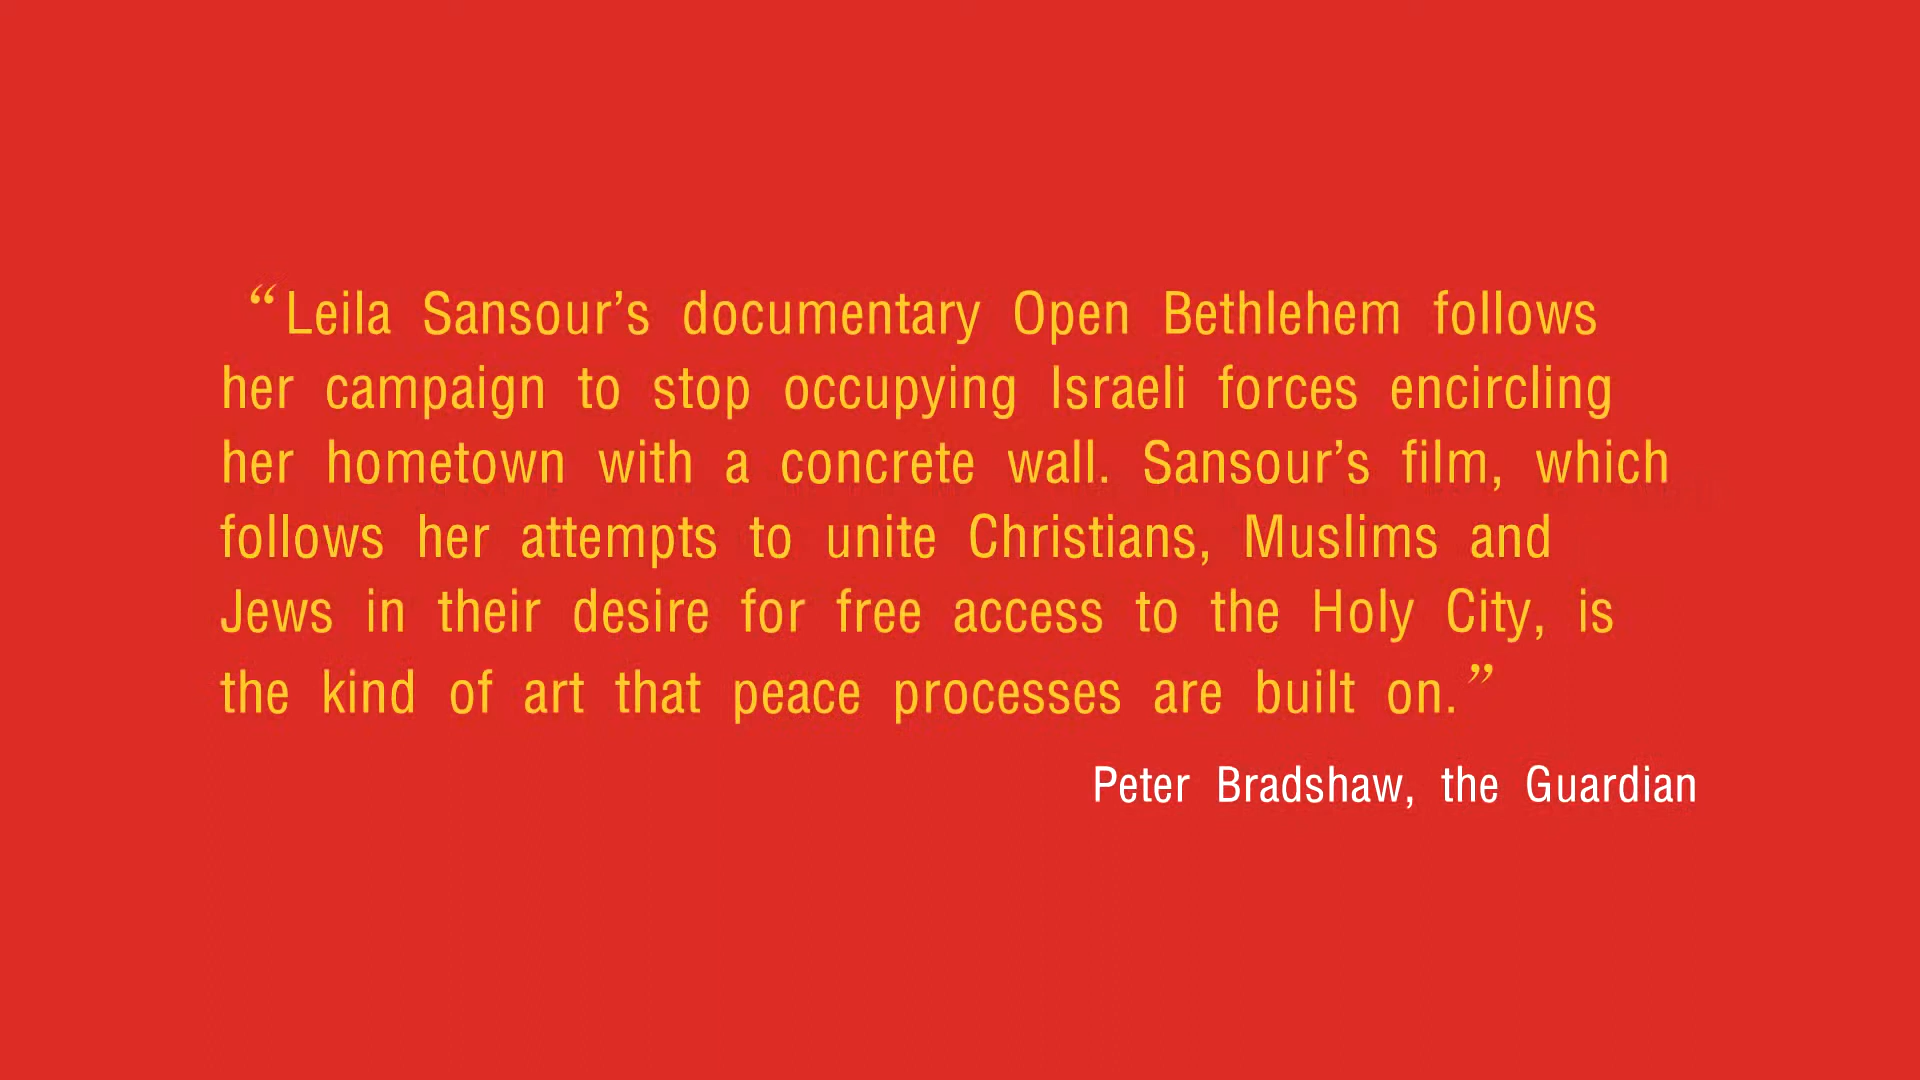 “Leila Sansour’s documentary Open Bethlehem follows
her campaign to stop occupying Israeli forces encircling
her hometown with a concrete wall. Sansour’s film, which
follows her attempts to unite Christians, Muslims and
Jews in their desire for free access to the Holy City, is
the kind of art that peace processes are built on.”
Peter Bradshaw, the Guardian